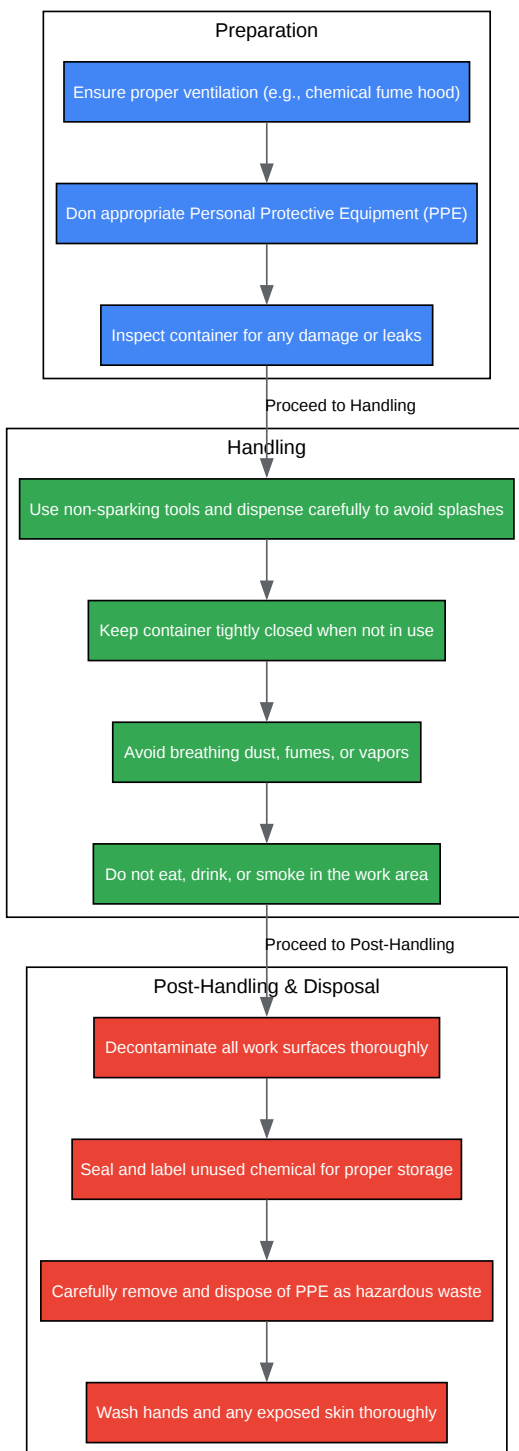 Preparation
Ensure proper ventilation (e.g., chemical fume hood)
Don appropriate Personal Protective Equipment (PPE)
Inspect container for any damage or leaks
Proceed to Handling
Handling
Use non-sparking tools and dispense carefully to avoid splashes
Keep container tightly closed when not in use
Avoid breathing dust, fumes, or vapors
Do not eat, drink, or smoke in the work area
Proceed to Post-Handling
Post-Handling & Disposal
Decontaminate all work surfaces thoroughly
Seal and label unused chemical for proper storage
Carefully remove and dispose of PPE as hazardous waste
Wash hands and any exposed skin thoroughly